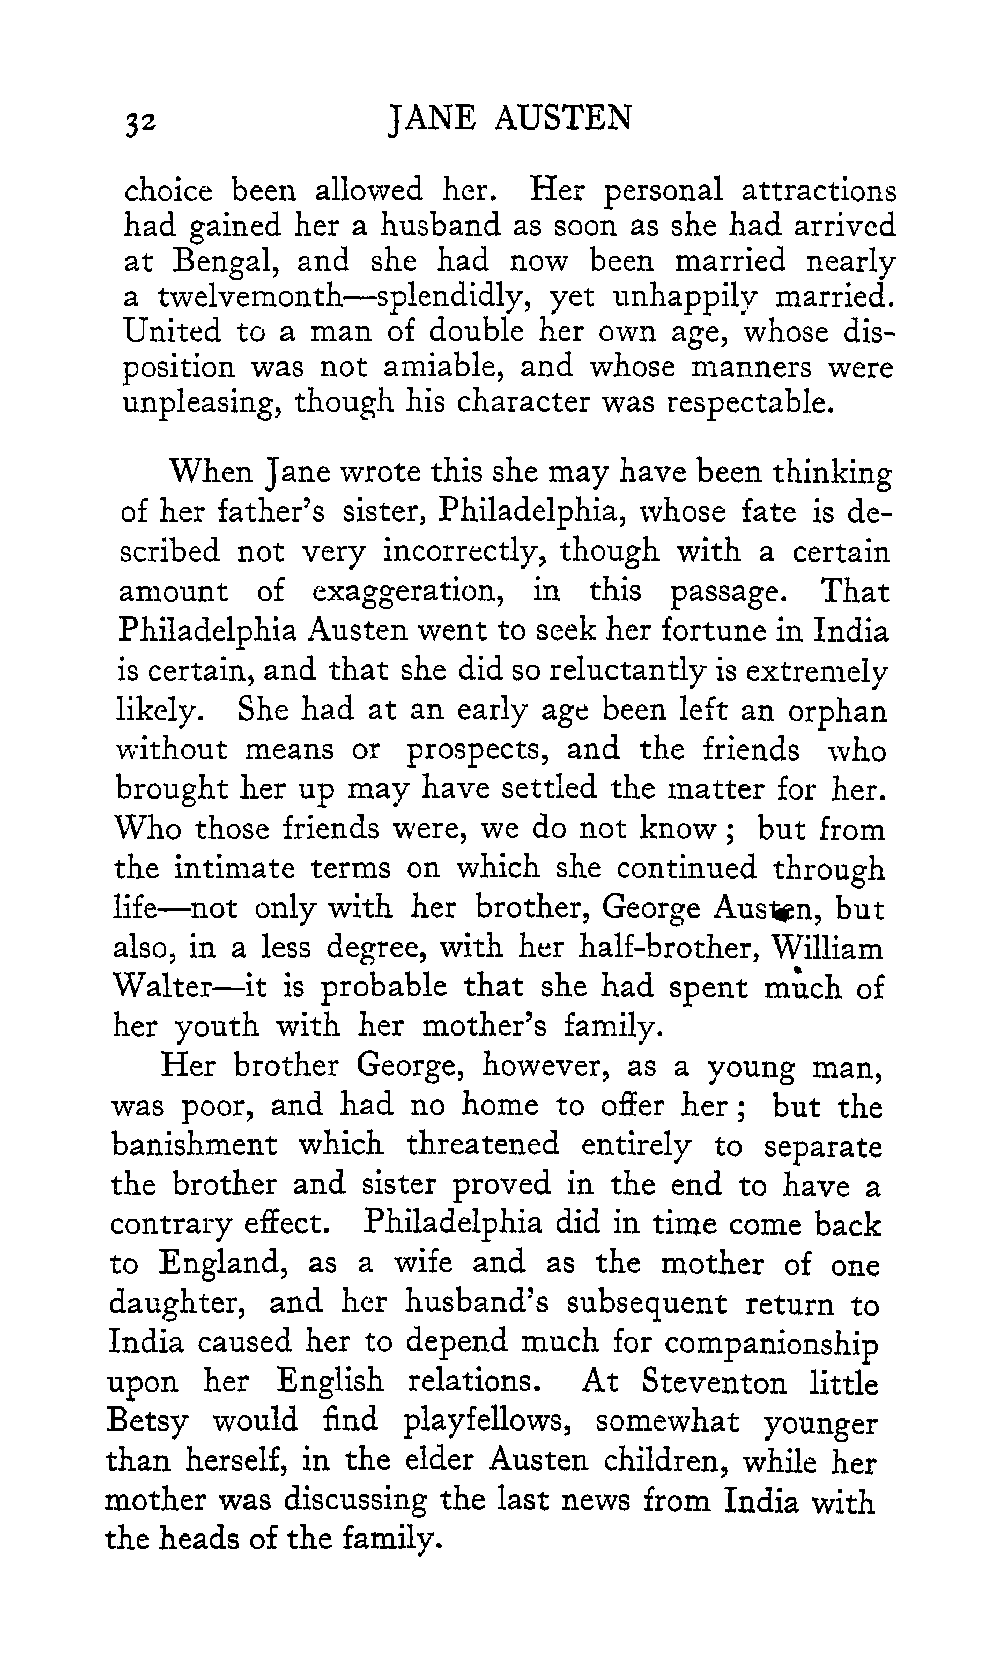 32 JANE AUSTEN
choice been allowed her. Her personal attractions
had gained her a husband as soon as she had arrived
at Bengal, and she had now been married nearly
a twelvemonth—splendidly, yet unhappily married.
United to a man of double her own age, whose dis-
position was not amiable, and whose manners were
unpleasing, though his character was respectable.
When Jane wrote this she may have been thinking
of her father's sister, Philadelphia, whose fate is de-
scribed not very incorrectly, though with a certain
amount of exaggeration, in this passage. That
Philadelphia Austen went to seek her fortune in India
is certain, and that she did so reluctantly is extremely
likely. She had at an early age been left an orphan
without means or prospects, and the friends who
brought her up may have settled the matter for her.
Who those friends were, we do not know ; but from
the intimate terms on which she continued through
life—not only with her brother, George Austen, but
also, in a less degree, with her half-brother, William
Walter—it is probable that she had spent much of
her youth with her mother's family.
Her brother George, however, as a young man,
was poor, and had no home to offer her ; but the
banishment which threatened entirely to separate
the brother and sister proved in the end to have a
contrary effect. Philadelphia did in time come back
to England, as a wife and as the mother of one
daughter, and her husband's subsequent return to
India caused her to depend much for companionship
upon her English relations. At Steventon little
Betsy would find playfellows, somewhat younger
than herself, in the elder Austen children, while her
mother was discussing the last news from India with
the heads of the family.